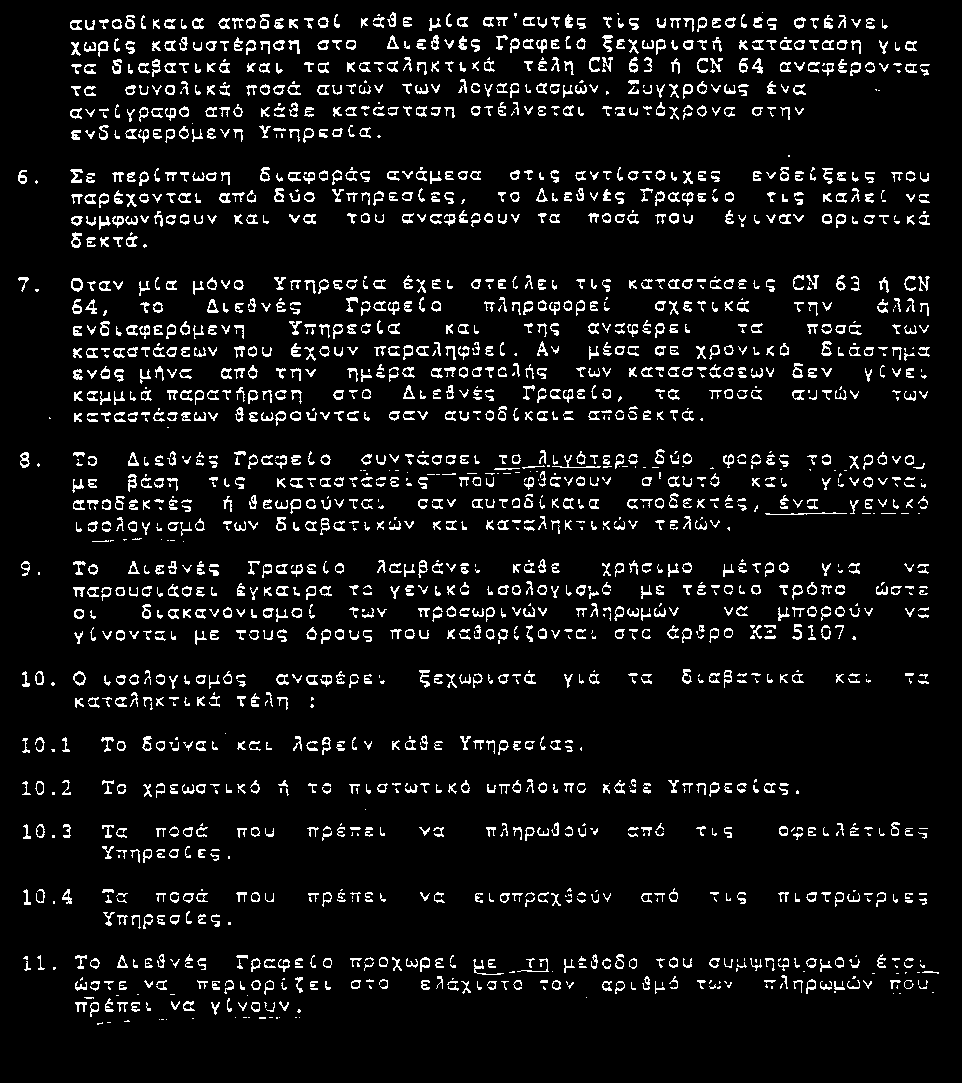 αυτοδίκαια αποδεκτοί κάθε μία απ'αυτές τις υπηρεσίες στέλνει
χωρίς καθυστέρηση στο Διεθνές Γραφείο ξεχωριστή κατάσταση για
τα διαβατικά και τα καταληκτικά τέλη CN 63 ή CN 64 αναφέροντας
τα συνολικά ποσά αυτών των λογαριασμών. Συγχρόνως ένα
αντίγραφο από κάθε κατάσταση στέλνεται ταυτόχρονα στην
ενδιαφερόμενη Υπηρεσία.
6. Σε περίπτωση διαφοράς ανάμεσα στις αντίστοιχες ενδείξεις που
παρέχονται από δύο Υπηρεσίες, το Διεθνές Γραφείο τις καλεί να
συμφωνήσουν και να του αναφέρουν τα ποσά που έγιναν οριστικά
δεκτά.
7. Οταν μία μόνο Υπηρεσία έχει στείλει τις καταστάσεις CN 63 ή CN
64, το Διεθνές Γραφείο πληροφορεί σχετικά την άλλη
ενδιαφερόμενη Υπηρεσία και της αναφέρει τα ποσά των
καταστάσεων που έχουν παραληφθεί. Αν μέσα σε χρονικό διάστημα
ενός μήνα από την ημέρα αποστολής των καταστάσεων δεν γίνει
καμμιά παρατήρηση στο Διεθνές Γραφείο, τα ποσά αυτών των
καταστάσεων θεωρούνται σαν αυτοδίκαια αποδεκτά.
8. Το Διεθνές Γραφείο συντάσσει το λιγότερο δύο φορές το χρόνο,
με βάση τις καταστάσεις που φθάνουν σ'αυτό και γίνονται
αποδεκτές ή θεωρούνται σαν αυτοδίκαια αποδεκτές, ένα γενικό
ισολογισμό των διαβατικών και καταληκτικών τελών.
9. Το Διεθνές Γραφείο λαμβάνει κάθε χρήσιμο μέτρο για να
παρουσιάσει έγκαιρα το γενικό ισολογισμό με τέτοιο τρόπο ώστε
οι διακανονισμοί των προσωρινών πληρωμών να μπορούν να
γίνονται με τους όρους που καθορίζονται στο άρθρο ΚΞ 5107.
10. Ο ισολογισμός αναφέρει ξεχωριστά γιά τα διαβατικά και τα
καταληκτικά τέλη :
10.1 Το δούναι και λαβείν κάθε Υπηρεσίας.
10.2 Το χρεωστικό ή το πιστωτικό υπόλοιπο κάθε Υπηρεσίας.
10.3 Τα ποσά που πρέπει να πληρωθούν από τις οφειλέτιδες
Υπηρεσίες.
10.4 Τα ποσά που πρέπει να εισπραχθούν από τις πιστρώτριες
Υπηρεσίες.
11. Το Διεθνές Γραφείο προχωρεί με τη μέθοδο του συμψηφισμού έτσι
ώστε να περιορίζει στο ελάχιστο τον αριθμό των πληρωμών που
πρέπει να γίνουν.